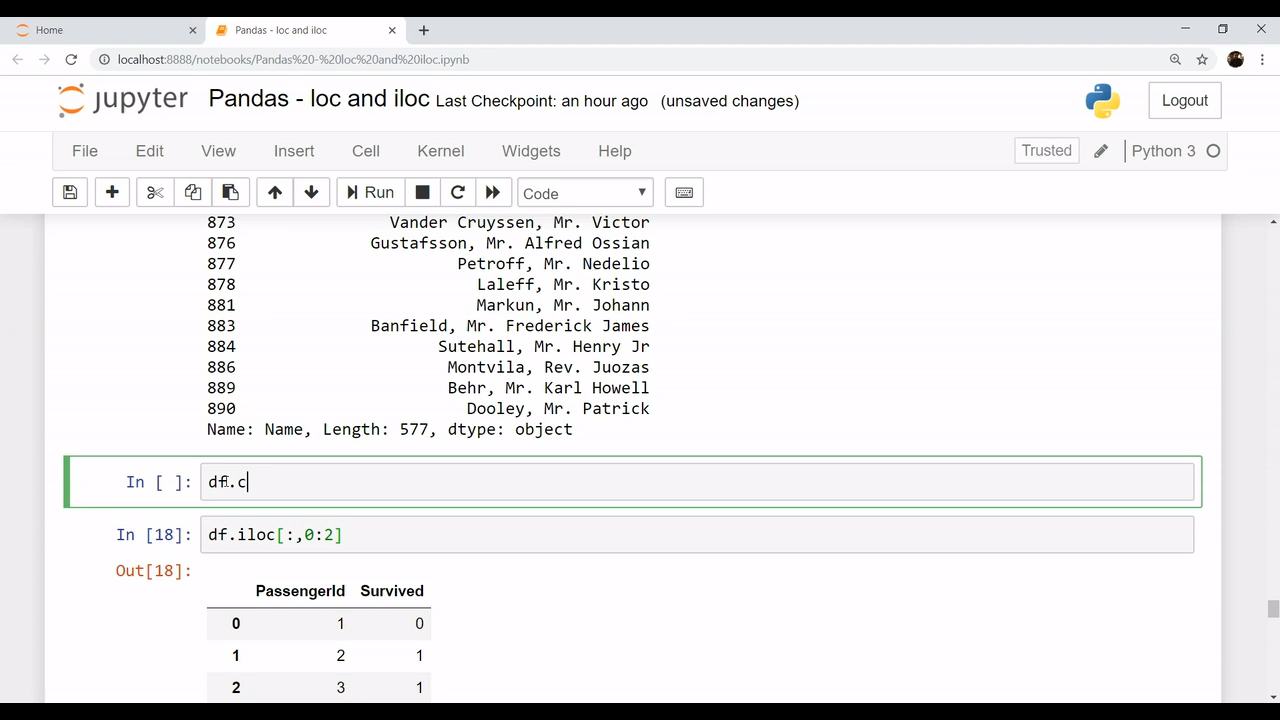 Home
Pandas - loc and iloc
localhost:8888/notebooks/Pandas%20-%20loc%20and%20iloc.ipynb
jupyter Pandas - loc and iloc Last Checkpoint: an hour ago (unsaved changes) Logout
File Edit View Insert Cell Kernel Widgets Help Trusted Python 3
Run Code
873 Vander Cruyssen, Mr. Victor
876 Gustafsson, Mr. Alfred Ossian
877 Petroff, Mr. Nedelio
878 Laleff, Mr. Kristo
881 Markun, Mr. Johann
883 Banfield, Mr. Frederick James
884 Sutehall, Mr. Henry Jr
886 Montvila, Rev. Juozas
889 Behr, Mr. Karl Howell
890 Dooley, Mr. Patrick
Name: Name, Length: 577, dtype: object
In [ ]: df.c
In [18]: df.iloc[:,0:2]
Out[18]:
PassengerId Survived
0 1 0
1 2 1
2 3 1